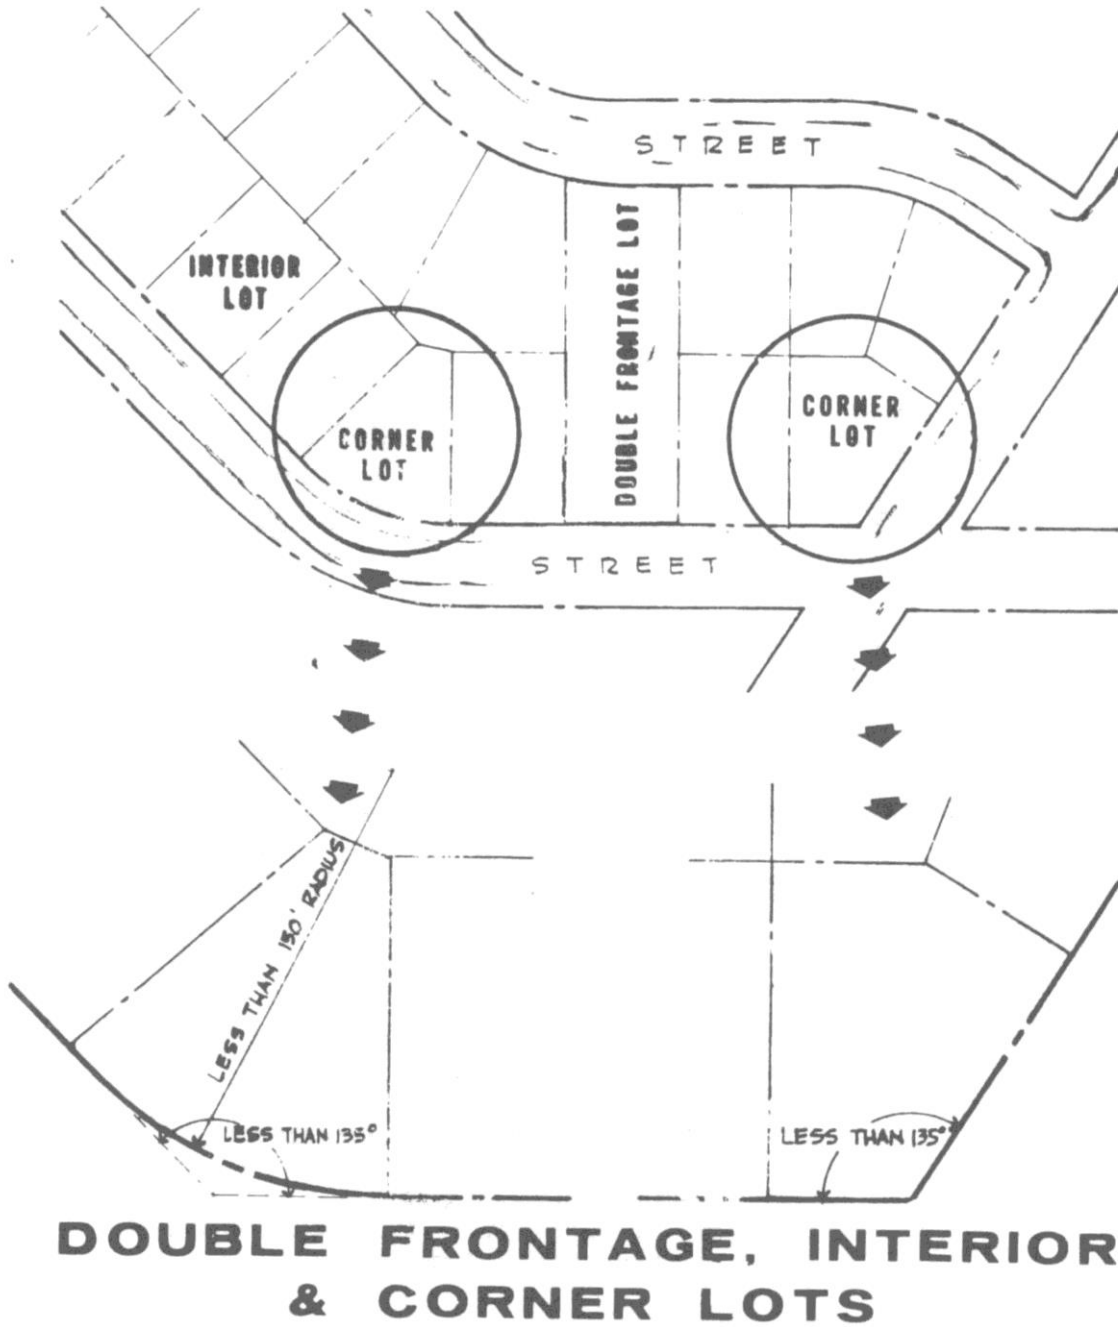 STREET
INTERIOR
LOT
DOUBLE FRONTAGE LOT
CORNER
LOT
CORNER
LOT
STREET
LESS THAN 150' RADIUS
LESS THAN 135°
LESS THAN 135°
DOUBLE FRONTAGE, INTERIOR
& CORNER LOTS